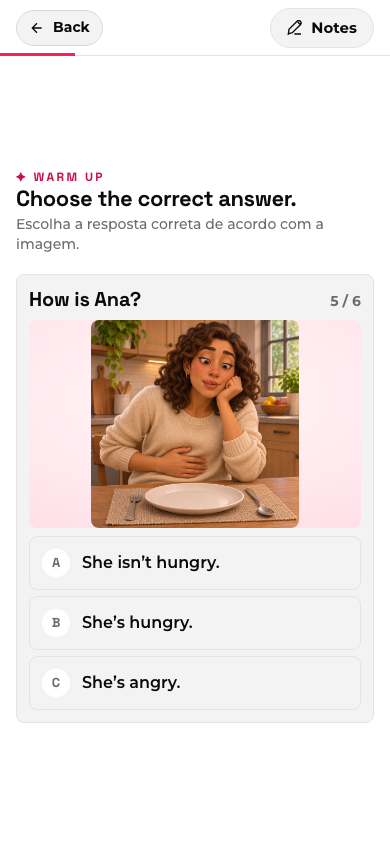 Back
Notes
WARM UP
Choose the correct answer.
Escolha a resposta correta de acordo com a
imagem.
How is Ana?
5 / 6
A
She isn’t hungry.
B
She’s hungry.
C
She’s angry.